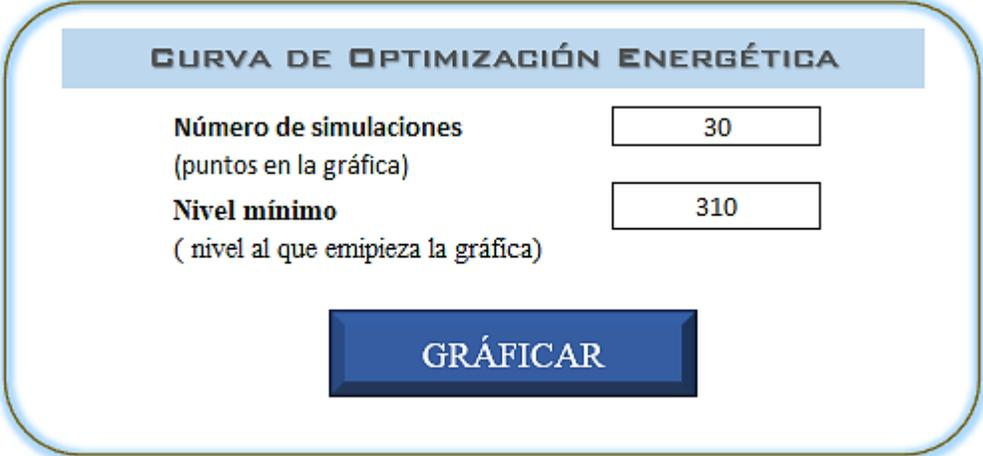 Curva de Optimización Energética
Número de simulaciones 30
(puntos en la gráfica)
Nivel mínimo 310
( nivel al que emipieza la gráfica)
GRÁFICAR